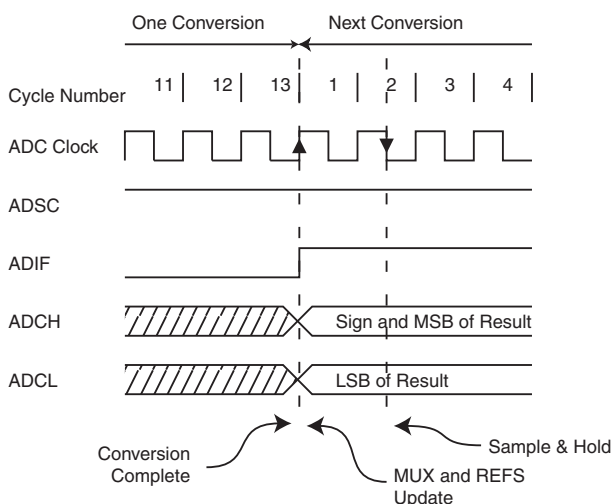 One Conversion Next Conversion
Cycle Number 11 12 13 1 2 3 4
ADC Clock
ADSC
ADIF
ADCH Sign and MSB of Result
ADCL LSB of Result
Conversion
Complete
MUX and REFS
Update
Sample & Hold